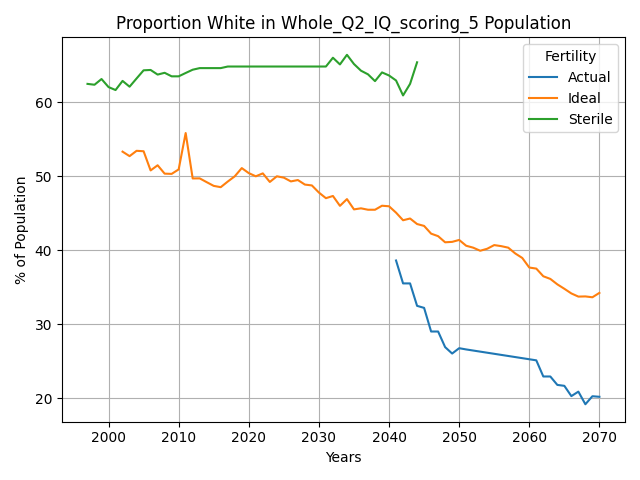 Proportion White in Whole_Q2_IQ_scoring_5 Population
Fertility
Actual
Ideal
Sterile
% of Population
60
50
40
30
20
2000 2010 2020 2030 2040 2050 2060 2070
Years